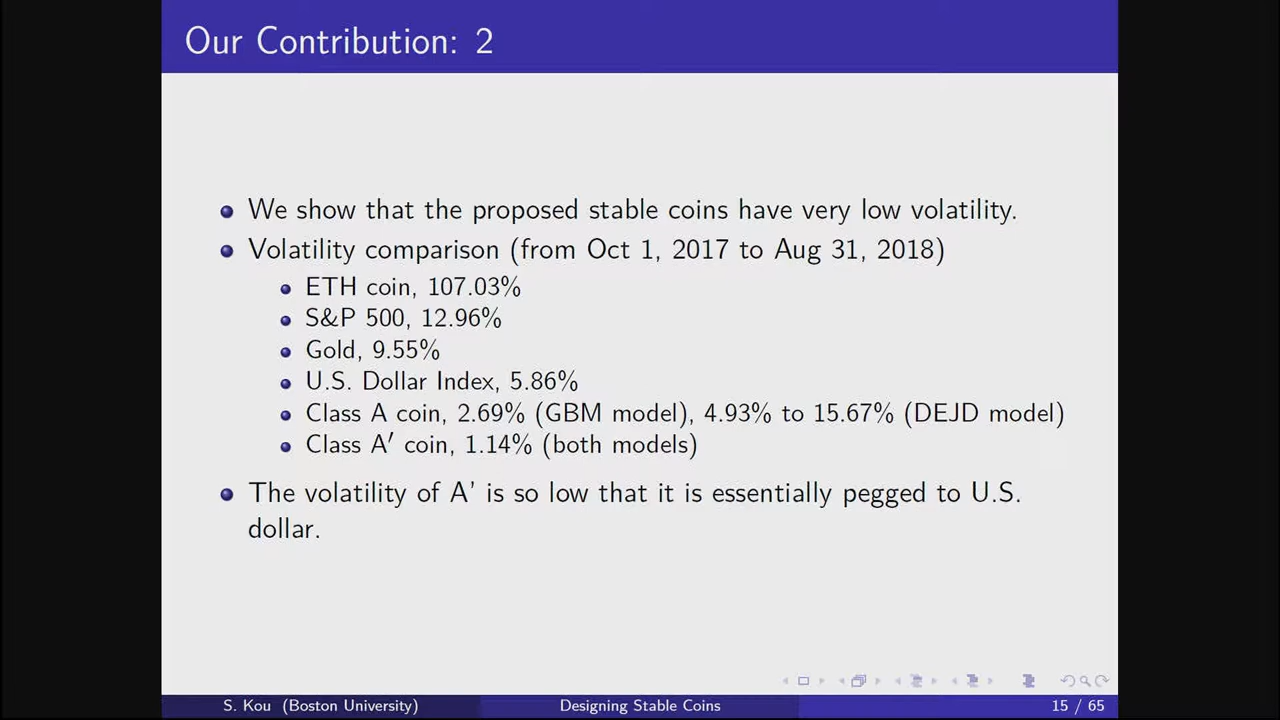 Our Contribution: 2
We show that the proposed stable coins have very low volatility.
Volatility comparison (from Oct 1, 2017 to Aug 31, 2018)
ETH coin, 107.03%
S&P 500, 12.96%
Gold, 9.55%
U.S. Dollar Index, 5.86%
Class A coin, 2.69% (GBM model), 4.93% to 15.67% (DEJD model)
Class A′ coin, 1.14% (both models)
The volatility of A' is so low that it is essentially pegged to U.S.
dollar.
S. Kou (Boston University) Designing Stable Coins 15 / 65